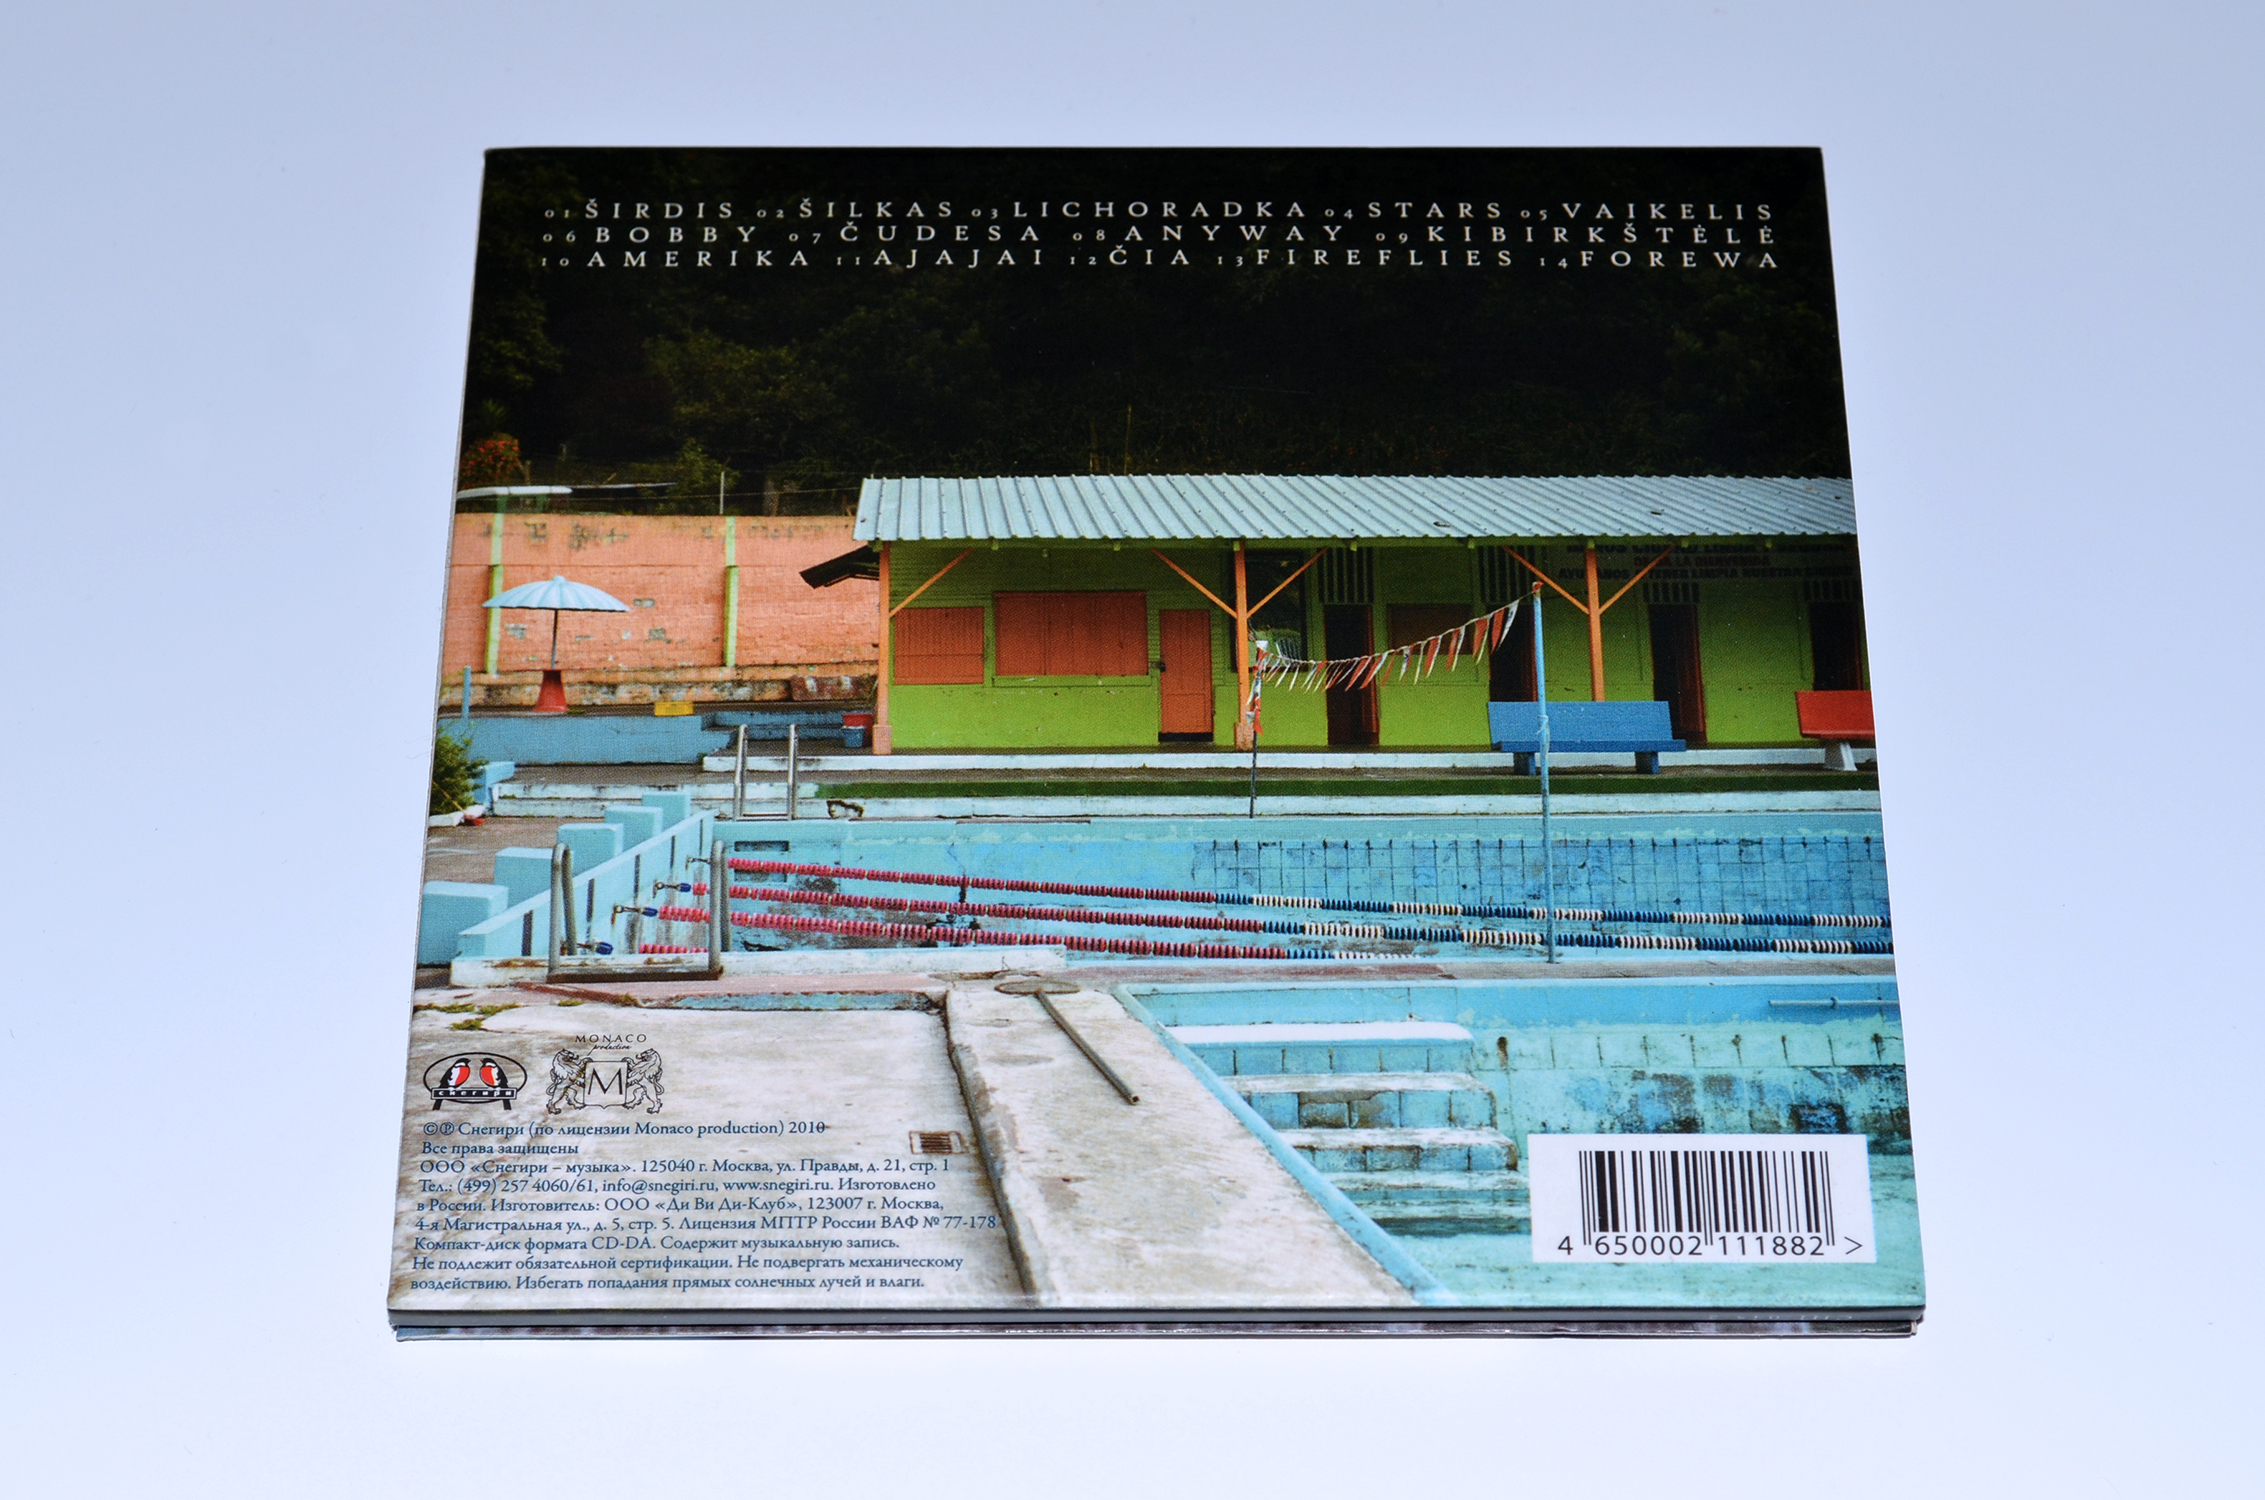 01 ŠIRDIS 02 ŠILKAS 03 LICHORADKA 04 STARS 05 VAIKELIS
06 BOBBY 07 ČUDESA 08 ANYWAY 09 KIBIRKŠTĖLĖ
10 AMERIKA 11 AJAJAI 12 ČIA 13 FIREFLIES 14 FOREWA
MONACO
production
M
снегири
©℗ Снегири (по лицензии Monaco production) 2010
Все права защищены
ООО «Снегири – музыка». 125040 г. Москва, ул. Правды, д. 21, стр. 1
Тел.: (499) 257 4060/61, info@snegiri.ru, www.snegiri.ru. Изготовлено
в России. Изготовитель: ООО «Ди Ви Ди-Клуб», 123007 г. Москва,
4-я Магистральная ул., д. 5, стр. 5. Лицензия МПТР России ВАФ № 77-178
Компакт-диск формата CD-DA. Содержит музыкальную запись.
Не подлежит обязательной сертификации. Не подвергать механическому
воздействию. Избегать попадания прямых солнечных лучей и влаги.
4 650002 111882 >